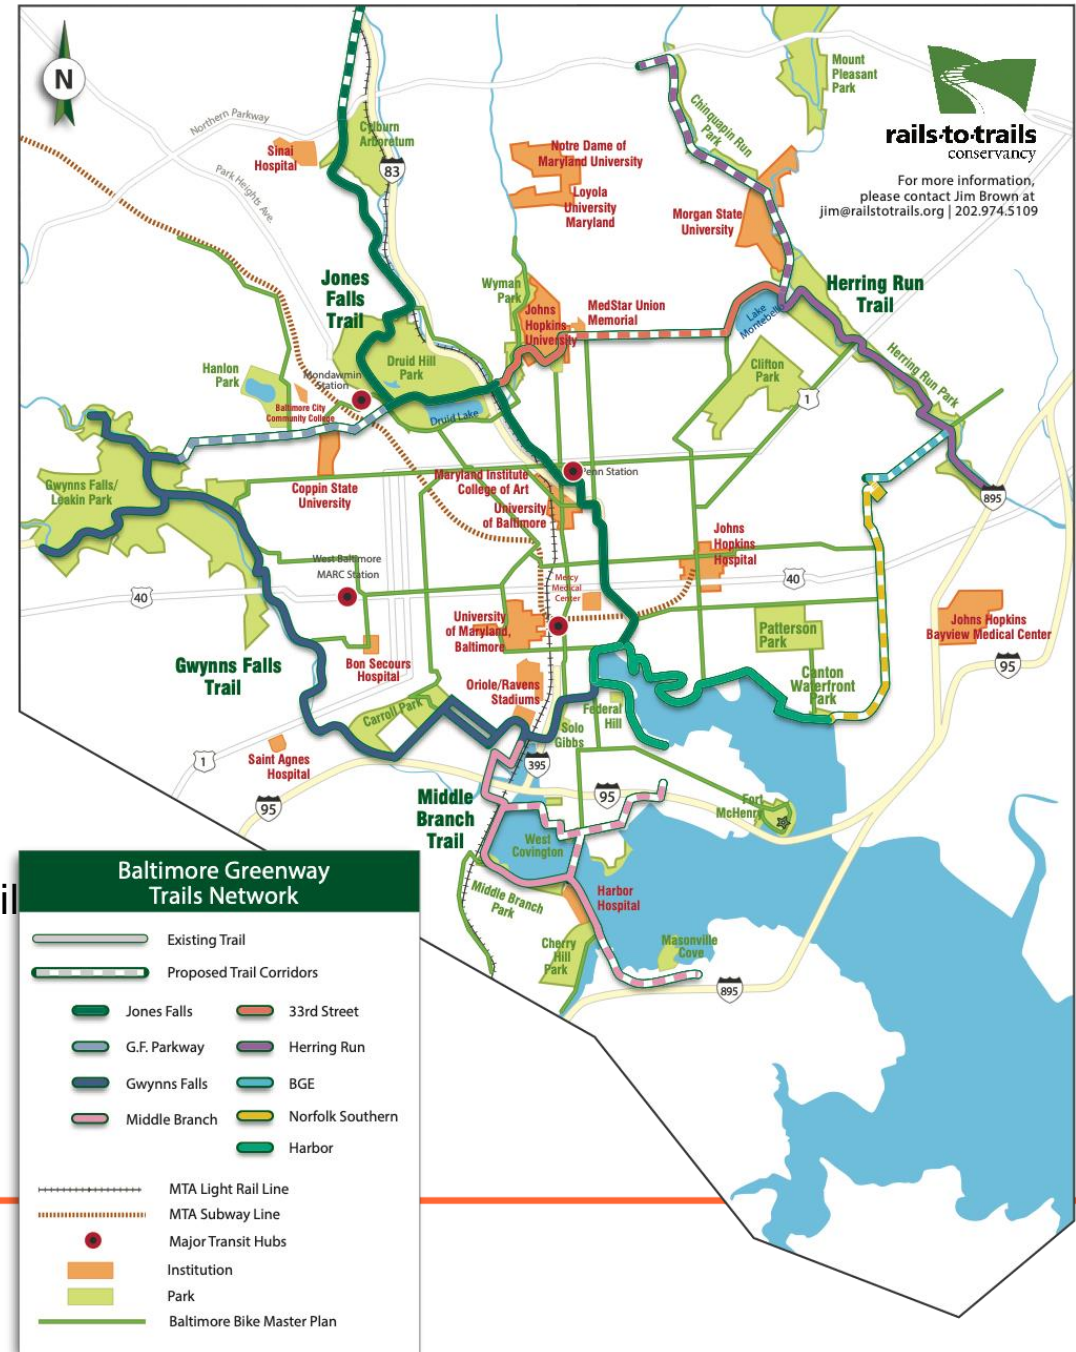 N
Northern Parkway
Park Heights Ave.
Sinai
Hospital
Cylburn
Arboretum
83
Notre Dame of
Maryland University
Loyola
University
Maryland
Mount
Pleasant
Park
Chinquapin Run
Park
Morgan State
University
rails·to·trails
conservancy
For more information,
please contact Jim Brown at
jim@railstotrails.org | 202.974.5109
Jones
Falls
Trail
Wyman
Park
Johns
Hopkins
University
MedStar Union
Memorial
Lake
Montebello
Herring Run
Trail
Herring Run Park
Hanlon
Park
Mondawmin
Station
Druid Hill
Park
Baltimore City
Community College
Druid Lake
Clifton
Park
1
Gwynns Falls/
Leakin Park
Coppin State
University
Maryland Institute
College of Art
Penn Station
University
of Baltimore
895
West Baltimore
MARC Station
40
Johns
Hopkins
Hospital
40
Mercy
Medical
Center
University
of Maryland,
Baltimore
Patterson
Park
Johns Hopkins
Bayview Medical Center
95
Gwynns Falls
Trail
Bon Secours
Hospital
Oriole/Ravens
Stadiums
Canton
Waterfront
Park
Carroll Park
Federal
Hill
Solo
Gibbs
1
Saint Agnes
Hospital
95
395
95
Fort
McHenry
Middle
Branch
Trail
West
Covington
Middle Branch
Park
Harbor
Hospital
Cherry
Hill
Park
Masonville
Cove
895
il
Baltimore Greenway
Trails Network
Existing Trail
Proposed Trail Corridors
Jones Falls
33rd Street
G.F. Parkway
Herring Run
Gwynns Falls
BGE
Middle Branch
Norfolk Southern
Harbor
MTA Light Rail Line
MTA Subway Line
Major Transit Hubs
Institution
Park
Baltimore Bike Master Plan